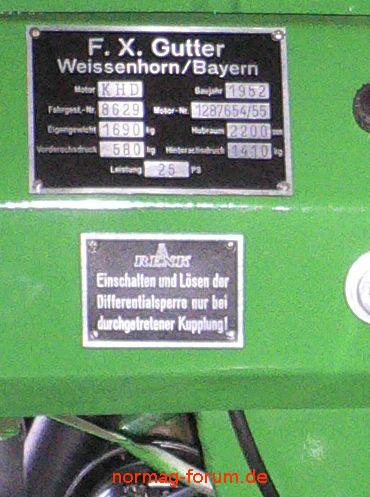 F. X. Gutter
Weissenhorn/Bayern
Motor KHD Baujahr 1952
Fahrgest.-Nr. 8629 Motor-Nr. 1287654/55
Eigengewicht 1690 kg Hubraum 2200 ccm
Vorderachsdruck 580 kg Hinterachsdruck 1410 kg
Leistung 25 PS
RENK
Einschalten und Lösen der
Differentialsperre nur bei
durchgetretener Kupplung!
normag-forum.de